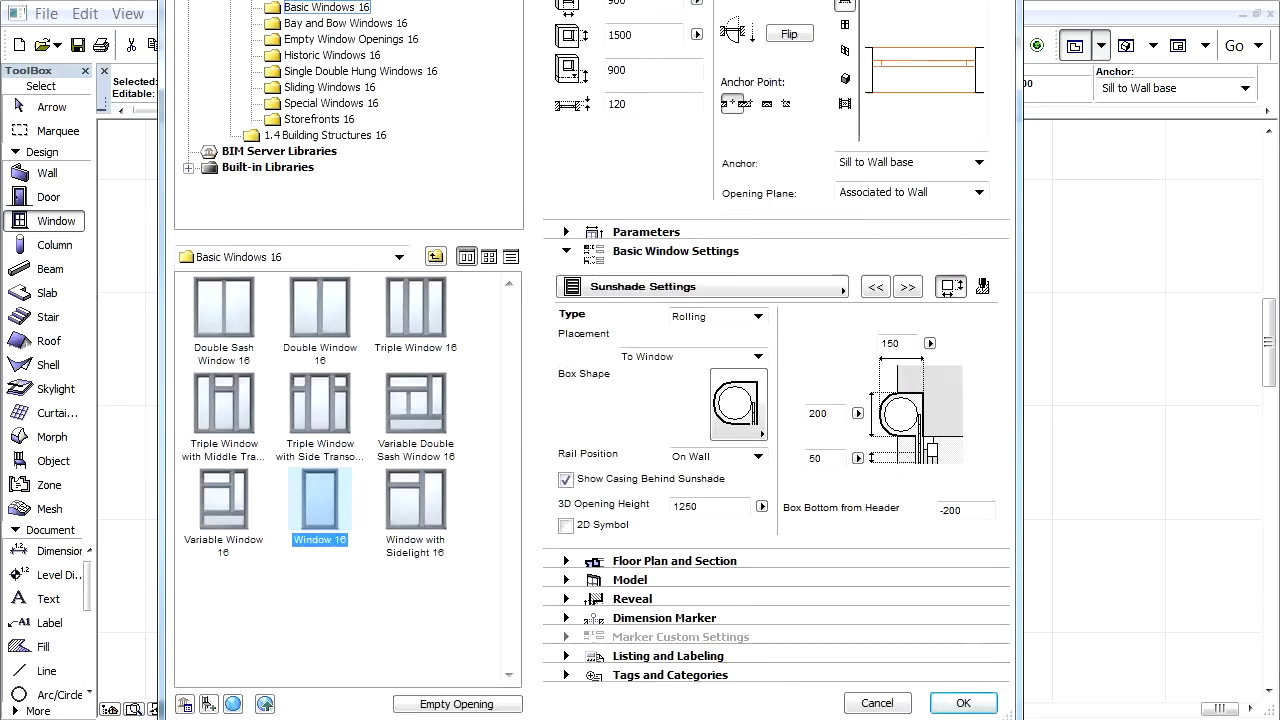 File
Edit
View
ToolBox
Select
Arrow
Marquee
Design
Wall
Door
Window
Column
Beam
Slab
Stair
Roof
Shell
Skylight
Curtai...
Morph
Object
Zone
Mesh
Document
Dimension
Level Di...
Text
Label
Fill
Line
Arc/Circle
More
Selected:
Editable:
Basic Windows 16
Bay and Bow Windows 16
Empty Window Openings 16
Historic Windows 16
Single Double Hung Windows 16
Sliding Windows 16
Special Windows 16
Storefronts 16
1.4 Building Structures 16
BIM Server Libraries
Built-in Libraries
Basic Windows 16
Double Sash Window 16
Double Window 16
Triple Window 16
Triple Window with Middle Tra...
Triple Window with Side Transo...
Variable Double Sash Window 16
Variable Window 16
Window 16
Window with Sidelight 16
Empty Opening
900
1500
900
120
Flip
Anchor Point:
Anchor:
Sill to Wall base
Opening Plane:
Associated to Wall
Parameters
Basic Window Settings
Sunshade Settings
<<
>>
Type
Rolling
Placement
To Window
Box Shape
Rail Position
On Wall
Show Casing Behind Sunshade
3D Opening Height
1250
2D Symbol
150
200
50
Box Bottom from Header
-200
Floor Plan and Section
Model
Reveal
Dimension Marker
Marker Custom Settings
Listing and Labeling
Tags and Categories
Cancel
OK
Go
Anchor:
Sill to Wall base